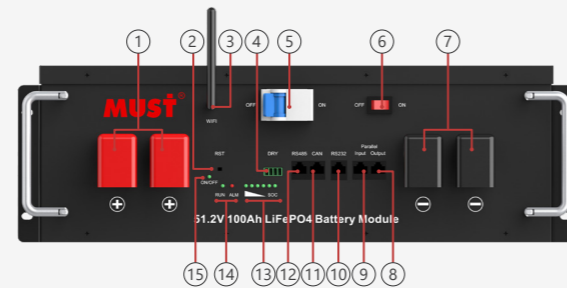 1 2 3 4 5 6 7
MUST
OFF ON
OFF ON
WIFI
RST DRY RS485 CAN RS232 Parallel
Input Output
ON/OFF
RUN ALM SOC
51.2V 100Ah LiFePO4 Battery Module
15 14 13 12 11 10 9 8